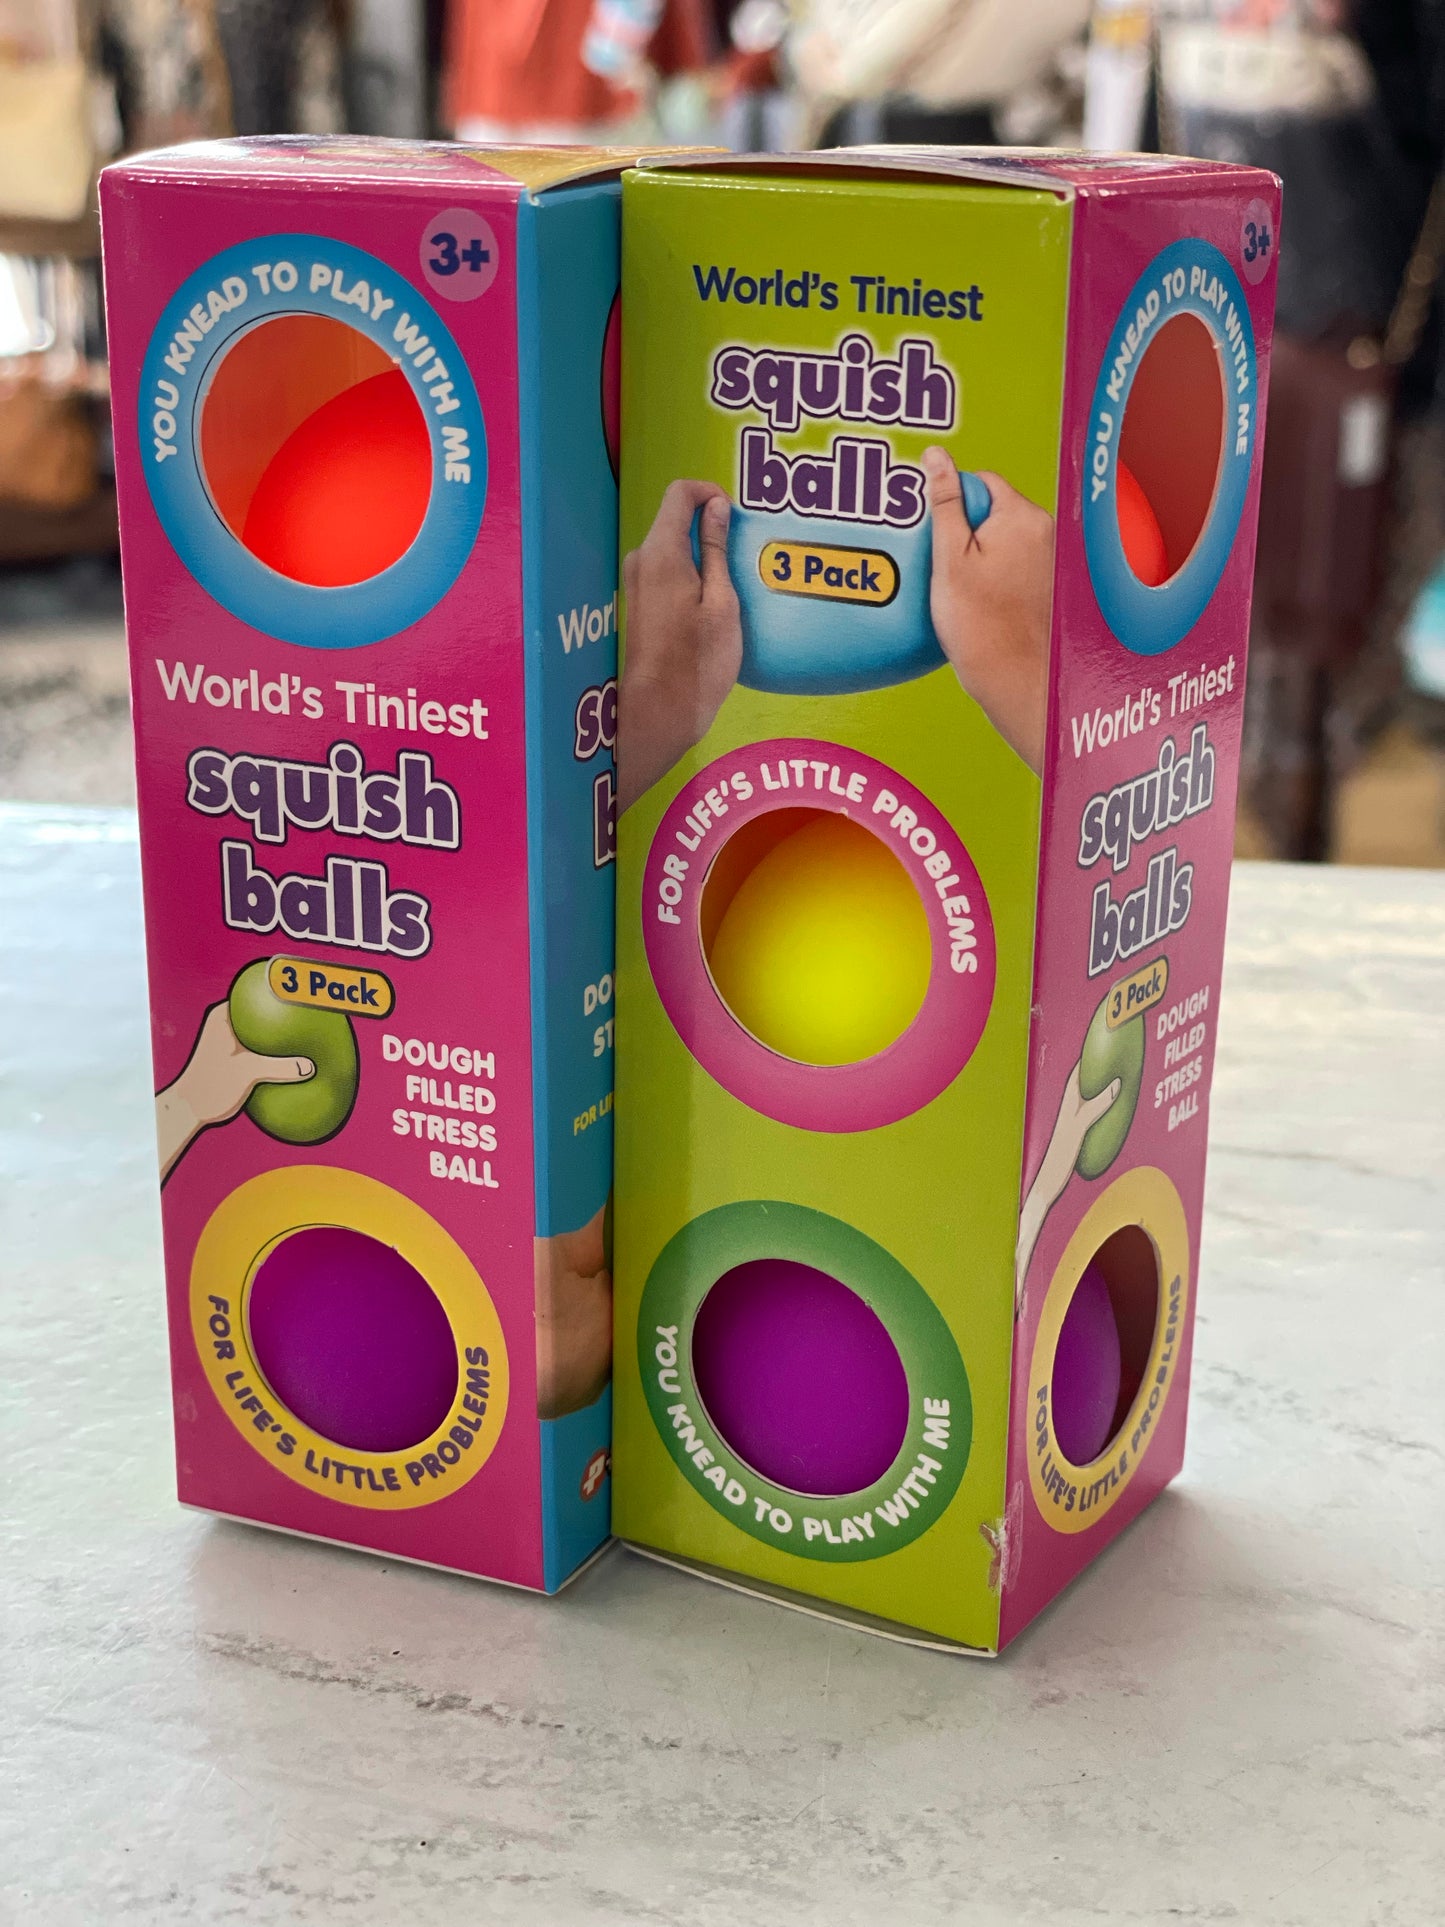 3+
YOU KNEAD TO PLAY WITH ME
World's Tiniest
squish
balls
3 Pack
DOUGH
FILLED
STRESS
BALL
FOR LIFE'S LITTLE PROBLEMS
World's Tiniest
squish
balls
3 Pack
FOR LIFE'S LITTLE PROBLEMS
YOU KNEAD TO PLAY WITH ME
3+
YOU KNEAD TO PLAY WITH ME
World's Tiniest
squish
balls
3 Pack
DOUGH
FILLED
STRESS
BALL
FOR LIFE'S LITTLE PROBLEMS